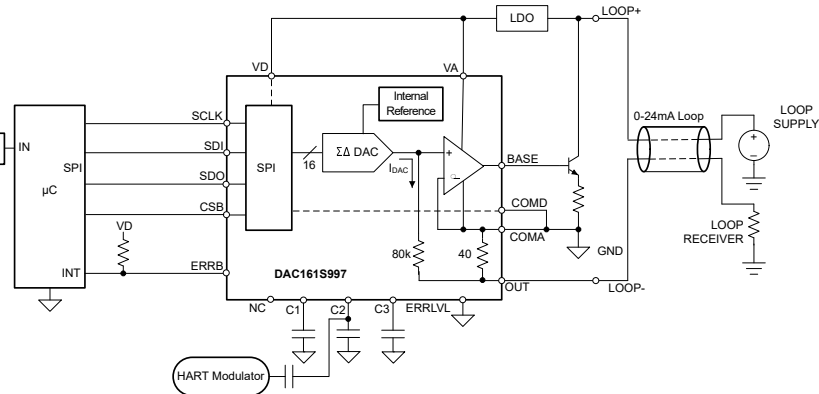 LDO
LOOP+
VD
VA
Internal
Reference
0-24mA Loop
LOOP
SUPPLY
IN
SCLK
SDI
SPI
SPI
16
ΣΔ DAC
IDAC
+
-
BASE
+
-
µC
SDO
CSB
COMD
COMA
VD
INT
ERRB
80k
40
GND
LOOP
RECEIVER
DAC161S997
OUT
LOOP-
NC
C1
C2
C3
ERRLVL
HART Modulator